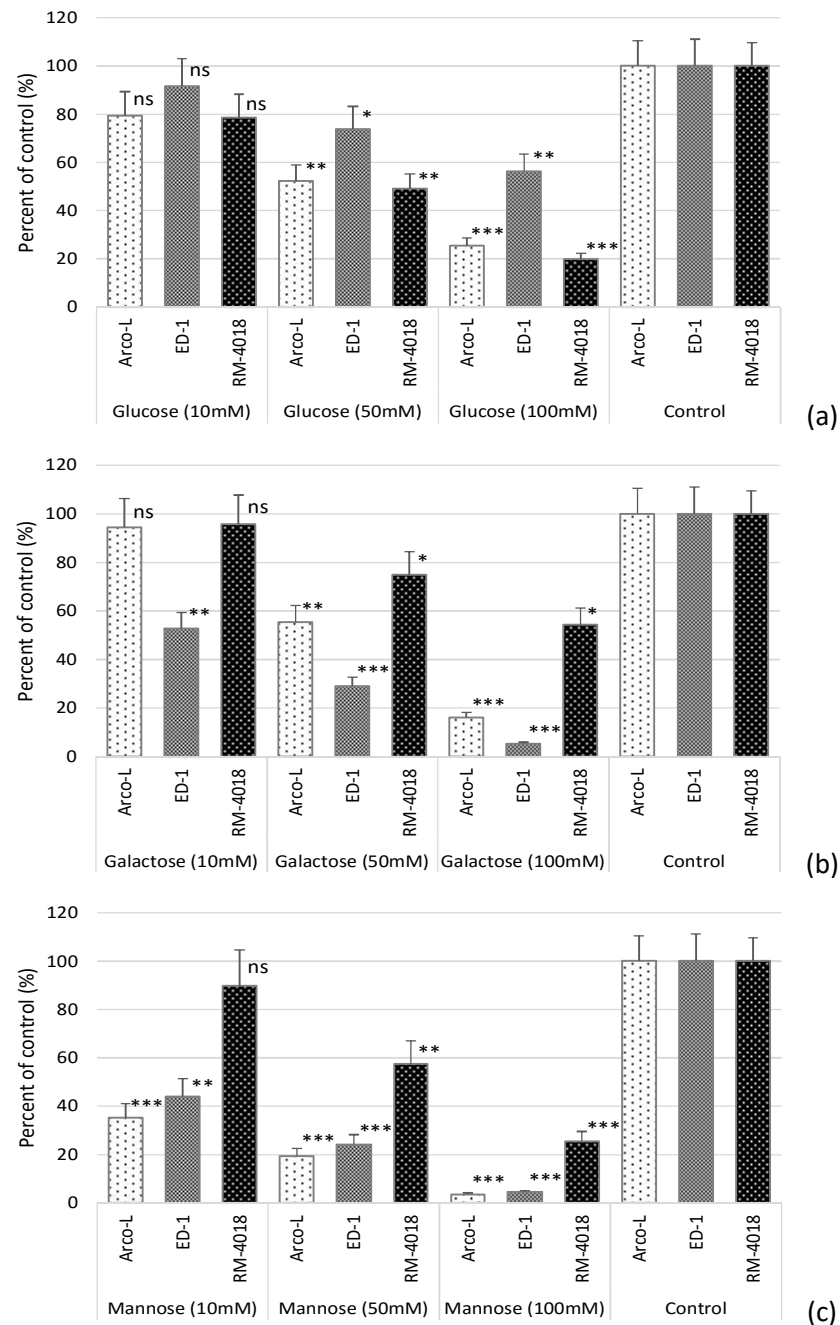 120
100
80
60
40
20
0
Percent of control (%)
ns
ns
ns
**
*
**
***
**
***
Arco-L
ED-1
RM-4018
Arco-L
ED-1
RM-4018
Arco-L
ED-1
RM-4018
Arco-L
ED-1
RM-4018
Glucose (10mM)
Glucose (50mM)
Glucose (100mM)
Control
(a)
120
100
80
60
40
20
0
Percent of control (%)
ns
**
ns
**
***
*
***
***
*
Arco-L
ED-1
RM-4018
Arco-L
ED-1
RM-4018
Arco-L
ED-1
RM-4018
Arco-L
ED-1
RM-4018
Galactose (10mM)
Galactose (50mM)
Galactose (100mM)
Control
(b)
120
100
80
60
40
20
0
Percent of control (%)
***
**
ns
***
***
**
***
***
***
Arco-L
ED-1
RM-4018
Arco-L
ED-1
RM-4018
Arco-L
ED-1
RM-4018
Arco-L
ED-1
RM-4018
Mannose (10mM)
Mannose (50mM)
Mannose (100mM)
Control
(c)